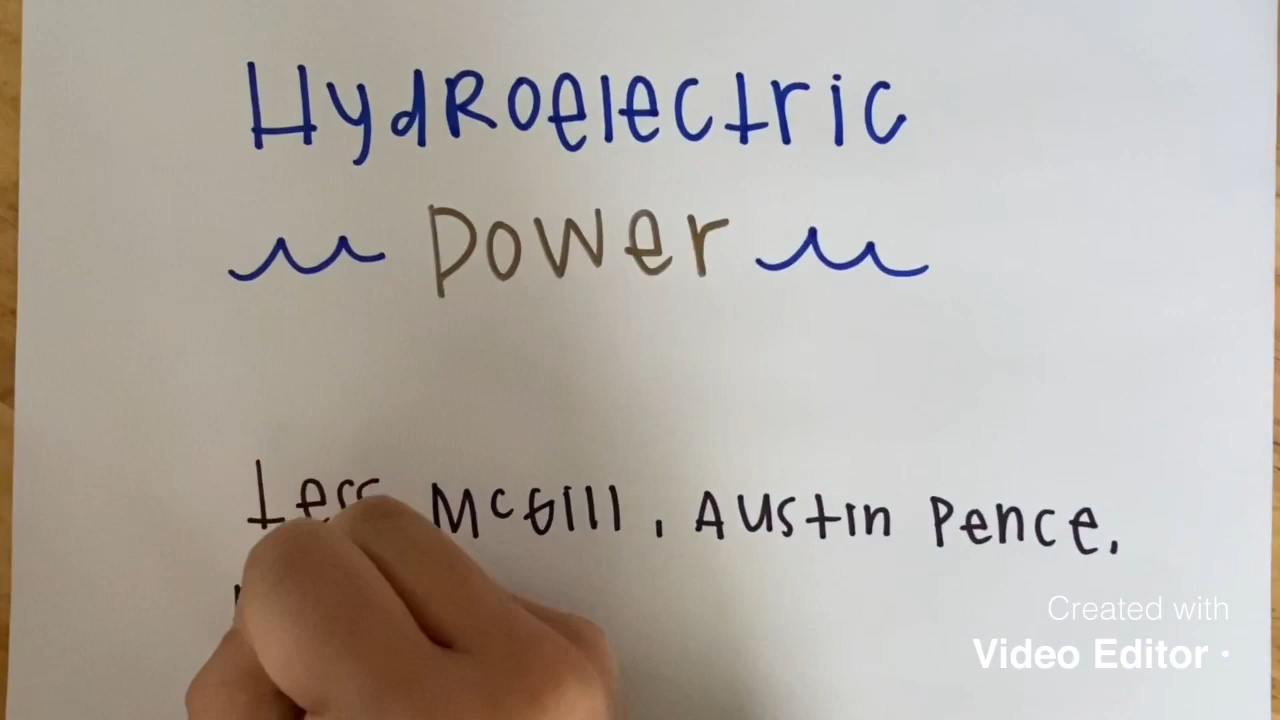 Hydroelectric
power
McGill, Austin Pence,
Created with
Video Editor